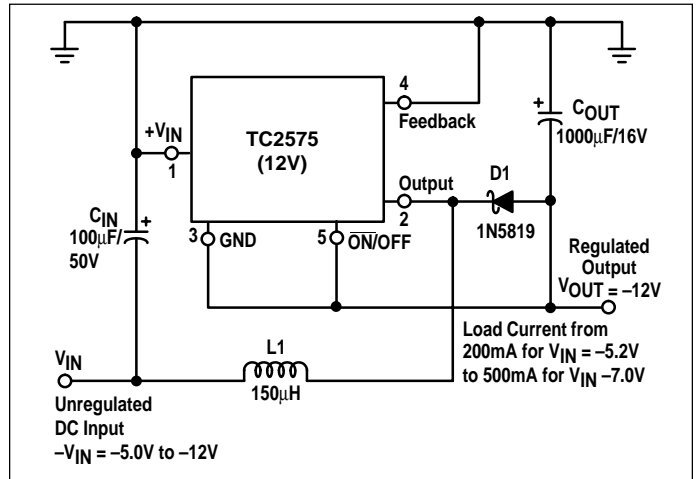 4
Feedback
+VIN
1
TC2575
(12V)
+
COUT
1000μF/16V
D1
Output
2
1N5819
CIN
100μF/
50V
+
3
GND
5
ON/OFF
Regulated
Output
VOUT = –12V
L1
150μH
Load Current from
200mA for VIN = –5.2V
to 500mA for VIN –7.0V
VIN
Unregulated
DC Input
–VIN = –5.0V to –12V